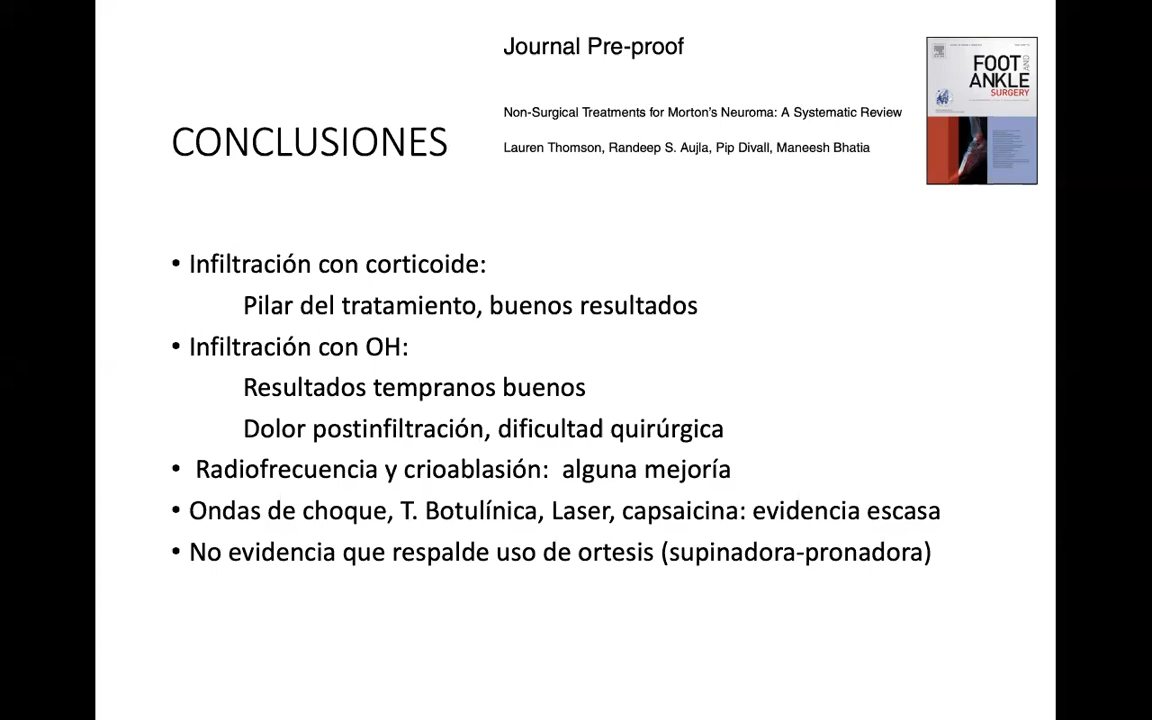 Journal Pre-proof
FOOT AND
ANKLE
SURGERY
Non-Surgical Treatments for Morton's Neuroma: A Systematic Review
CONCLUSIONES
Lauren Thomson, Randeep S. Aujla, Pip Divall, Maneesh Bhatia
• Infiltración con corticoide:
Pilar del tratamiento, buenos resultados
• Infiltración con OH:
Resultados tempranos buenos
Dolor postinfiltración, dificultad quirúrgica
• Radiofrecuencia y crioablasión: alguna mejoría
• Ondas de choque, T. Botulínica, Laser, capsaicina: evidencia escasa
• No evidencia que respalde uso de ortesis (supinadora-pronadora)